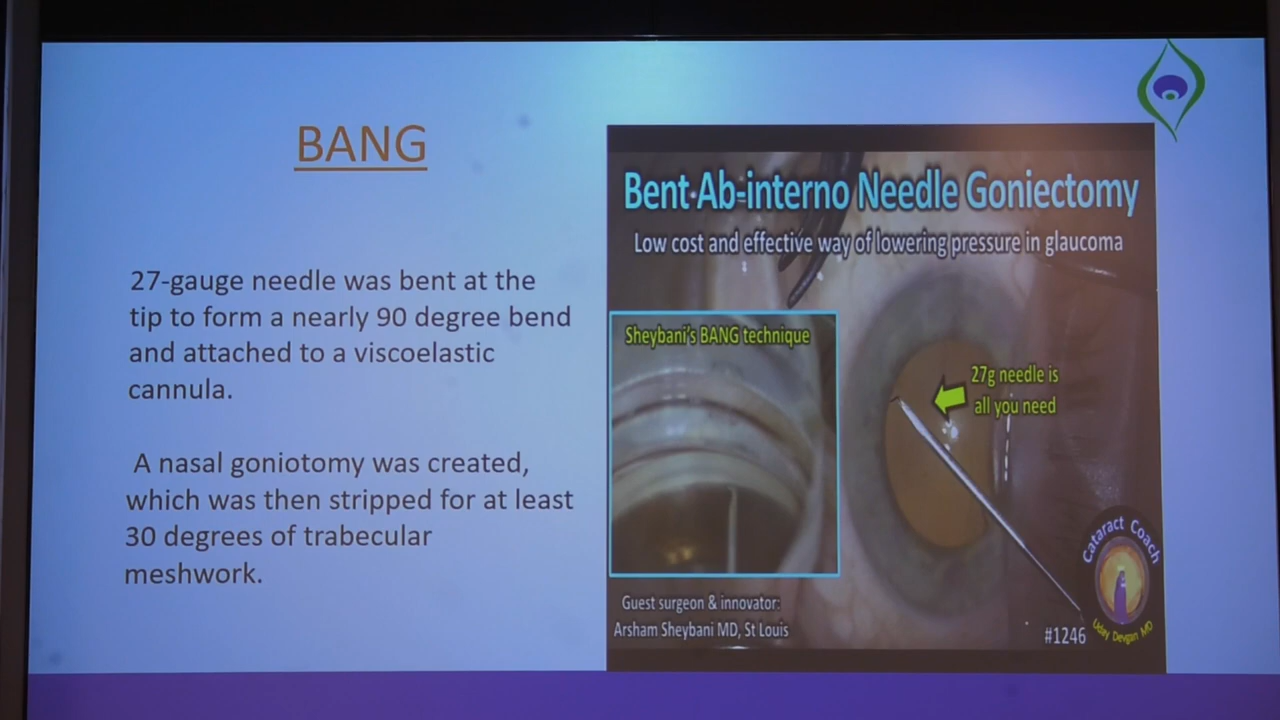 BANG
27-gauge needle was bent at the
tip to form a nearly 90 degree bend
and attached to a viscoelastic
cannula.
A nasal goniotomy was created,
which was then stripped for at least
30 degrees of trabecular
meshwork.
Bent Ab-interno Needle Goniectomy
Low cost and effective way of lowering pressure in glaucoma
Sheybani's BANG technique
27g needle is
all you need
Guest surgeon & innovator:
Arsham Sheybani MD, St Louis
#1246
Cataract Coach
Uday Devgan MD